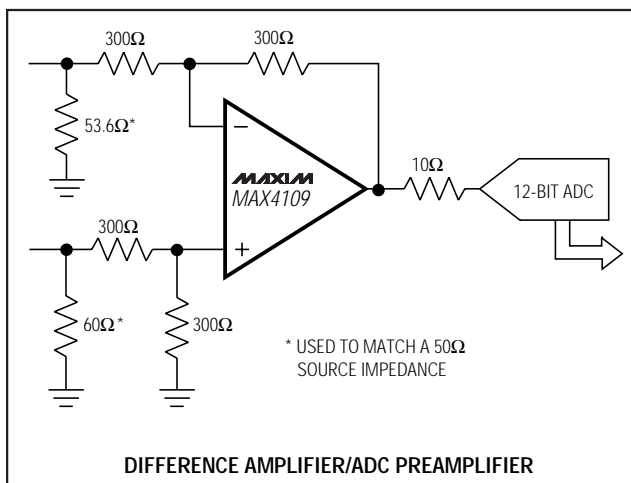 300Ω
300Ω
53.6Ω*
−
MAXIM
MAX4109
10Ω
12-BIT ADC
300Ω
+
60Ω*
300Ω
* USED TO MATCH A 50Ω
SOURCE IMPEDANCE
DIFFERENCE AMPLIFIER/ADC PREAMPLIFIER